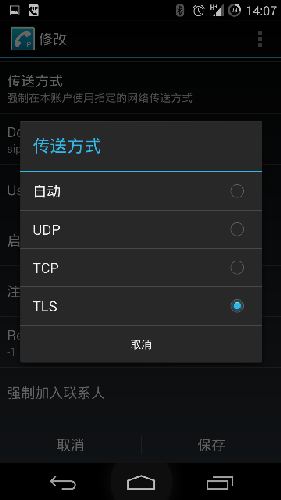 14:07
修改
传送方式
强制在本账户使用指定的网络传送方式
传送方式
自动
UDP
TCP
TLS
取消
-1
强制加入联系人
取消
保存